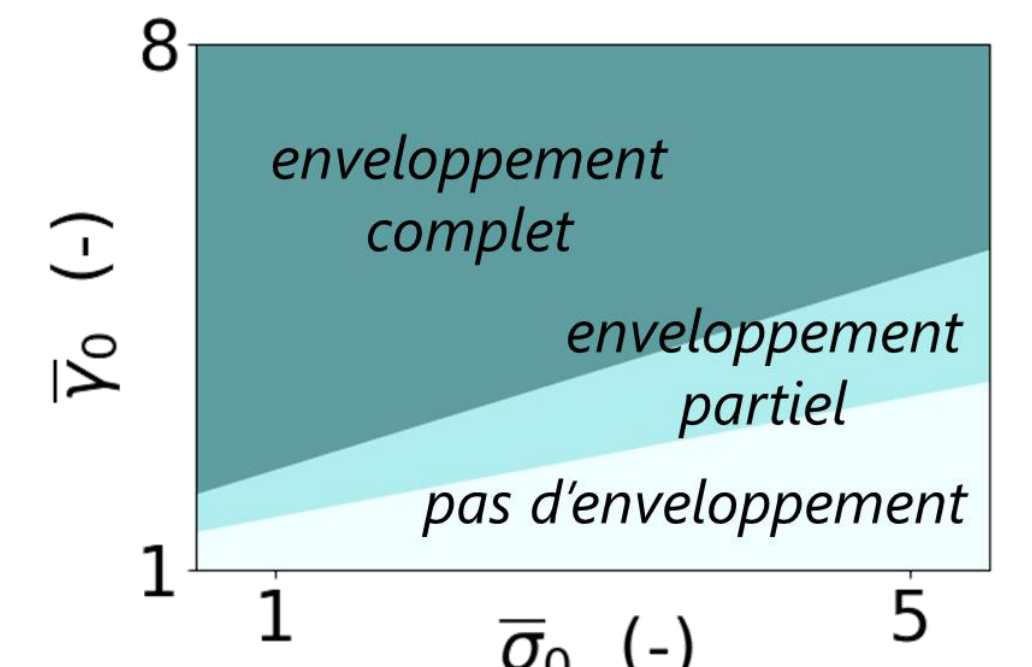 8
enveloppement
complet
γ̅₀ (-)
enveloppement
partiel
pas d'enveloppement
1
1 5
σ̅₀ (-)